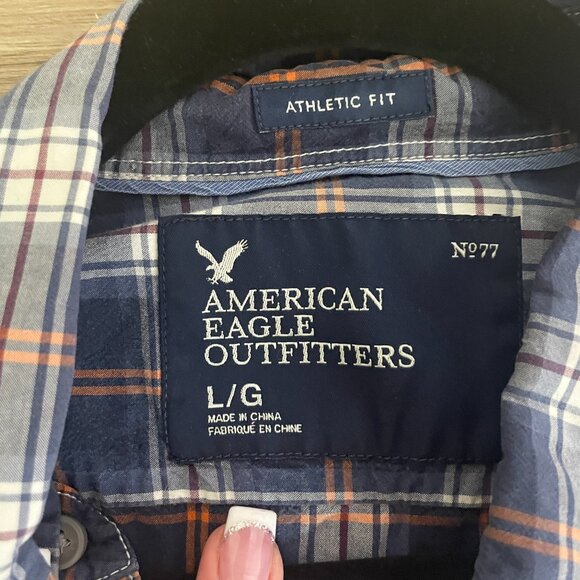 ATHLETIC FIT
Nº77
AMERICAN
EAGLE
OUTFITTERS
L/G
MADE IN CHINA
FABRIQUÉ EN CHINE